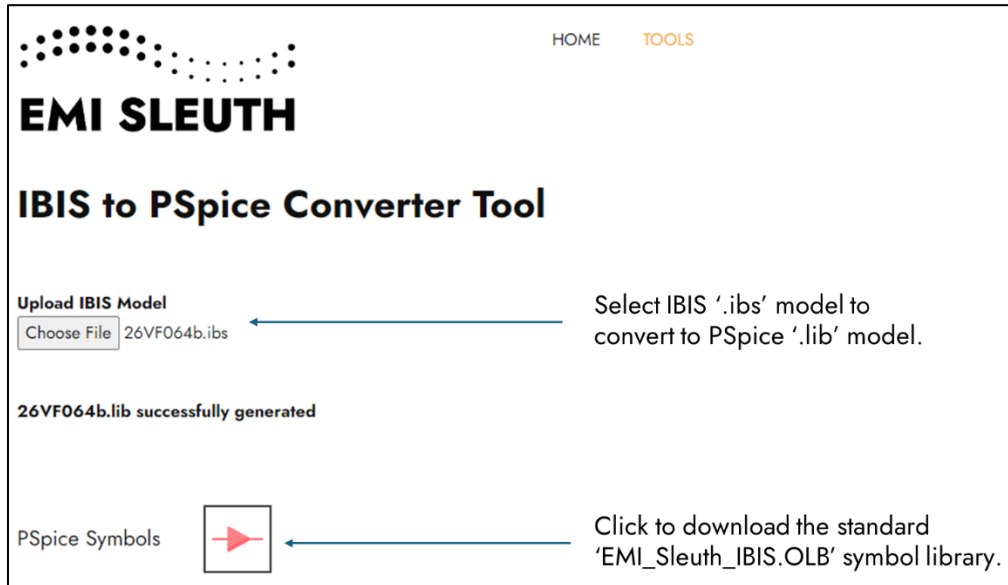 HOME TOOLS
EMI SLEUTH
IBIS to PSpice Converter Tool
Upload IBIS Model
Choose File 26VF064b.ibs
Select IBIS ‘.ibs’ model to
convert to PSpice ‘.lib’ model.
26VF064b.lib successfully generated
PSpice Symbols
Click to download the standard
‘EMI_Sleuth_IBIS.OLB’ symbol library.